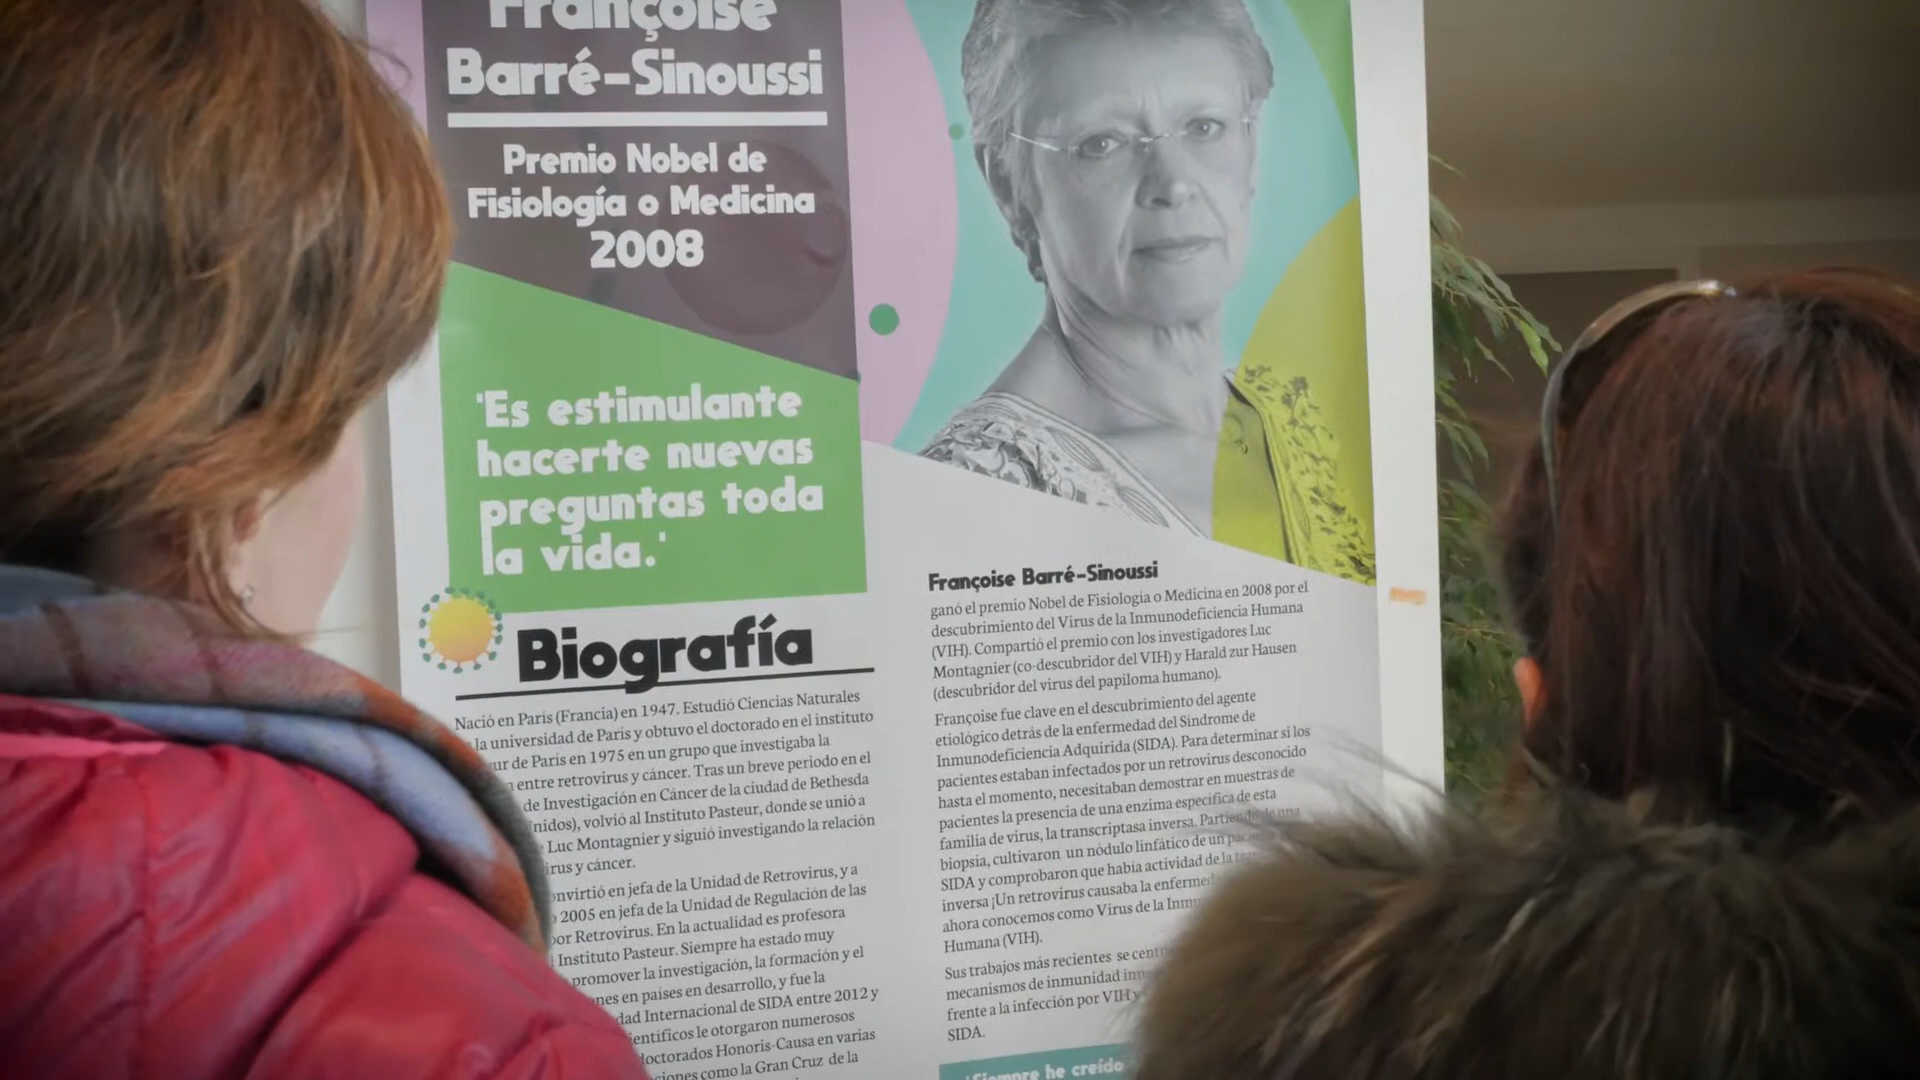 Françoise
Barré-Sinoussi
Premio Nobel de
Fisiología o Medicina
2008
'Es estimulante
hacerte nuevas
preguntas toda
la vida.'
Biografía
Nació en París (Francia) en 1947. Estudió Ciencias Naturales
la universidad de París y obtuvo el doctorado en el instituto
de París en 1975 en un grupo que investigaba la
entre retrovirus y cáncer. Tras un breve periodo en el
de Investigación en Cáncer de la ciudad de Bethesda
volvió al Instituto Pasteur, donde se unió a
Luc Montagnier y siguió investigando la relación
y cáncer.
en jefa de la Unidad de Retrovirus, y a
2005 en jefa de la Unidad de Regulación de las
por Retrovirus. En la actualidad es profesora
Instituto Pasteur. Siempre ha estado muy
promover la investigación, la formación y el
en países en desarrollo, y fue la
Internacional de SIDA entre 2012 y
le otorgaron numerosos
doctorados Honoris-Causa en varias
como la Gran Cruz de la
Françoise Barré-Sinoussi
ganó el premio Nobel de Fisiología o Medicina en 2008 por el
descubrimiento del Virus de la Inmunodeficiencia Humana
(VIH). Compartió el premio con los investigadores Luc
Montagnier (co-descubridor del VIH) y Harald zur Hausen
(descubridor del virus del papiloma humano).
Françoise fue clave en el descubrimiento del agente
etiológico detrás de la enfermedad del Síndrome de
Inmunodeficiencia Adquirida (SIDA). Para determinar si los
pacientes estaban infectados por un retrovirus desconocido
hasta el momento, necesitaban demostrar en muestras de
pacientes la presencia de una enzima específica de esta
familia de virus, la transcriptasa inversa. Partiendo de una
biopsia, cultivaron un nódulo linfático de un
SIDA y comprobaron que había actividad de la
inversa ¡Un retrovirus causaba la
ahora conocemos como Virus de la
Humana (VIH).
Sus trabajos más recientes se
mecanismos de inmunidad
frente a la infección por VIH y
SIDA.
'Siempre he creído